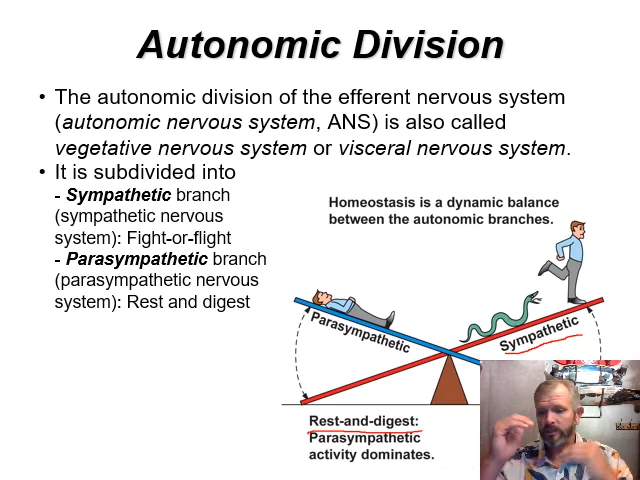 Autonomic Division
• The autonomic division of the efferent nervous system
(autonomic nervous system, ANS) is also called
vegetative nervous system or visceral nervous system.
• It is subdivided into
- Sympathetic branch
(sympathetic nervous
system): Fight-or-flight
- Parasympathetic branch
(parasympathetic nervous
system): Rest and digest
Homeostasis is a dynamic balance
between the autonomic branches.
Parasympathetic
Sympathetic
Rest-and-digest:
Parasympathetic
activity dominates.